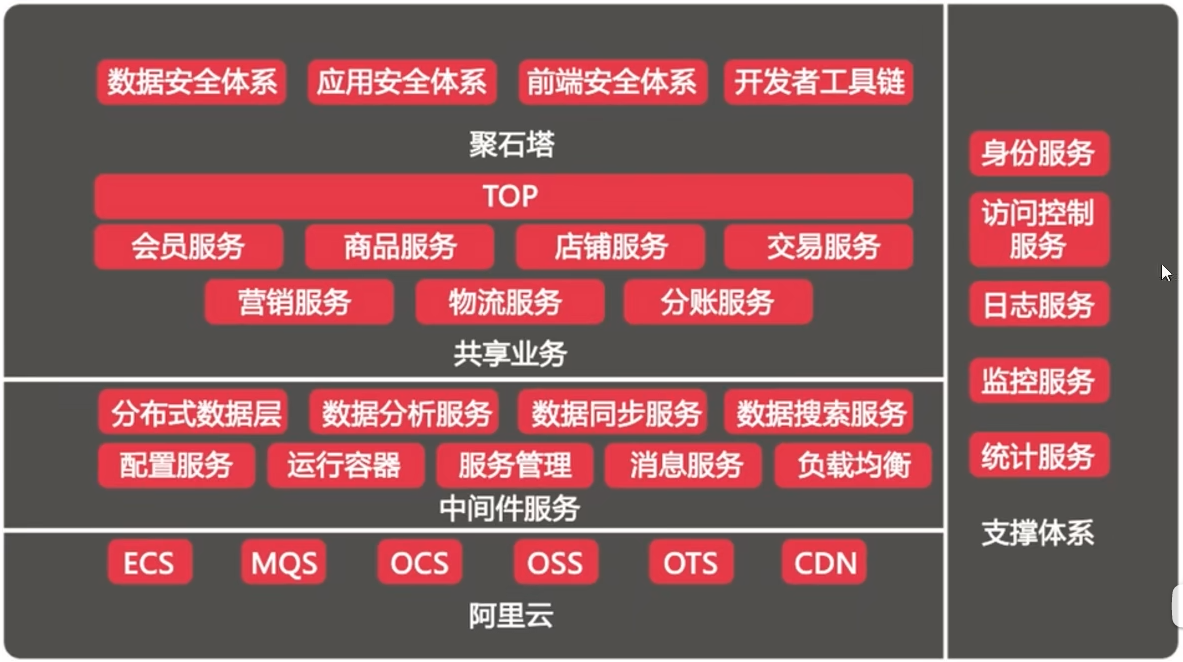 数据安全体系 应用安全体系 前端安全体系 开发者工具链
聚石塔
TOP
会员服务 商品服务 店铺服务 交易服务
营销服务 物流服务 分账服务
共享业务
分布式数据层 数据分析服务 数据同步服务 数据搜索服务
配置服务 运行容器 服务管理 消息服务 负载均衡
中间件服务
ECS MQS OCS OSS OTS CDN
阿里云
身份服务
访问控制
服务
日志服务
监控服务
统计服务
支撑体系